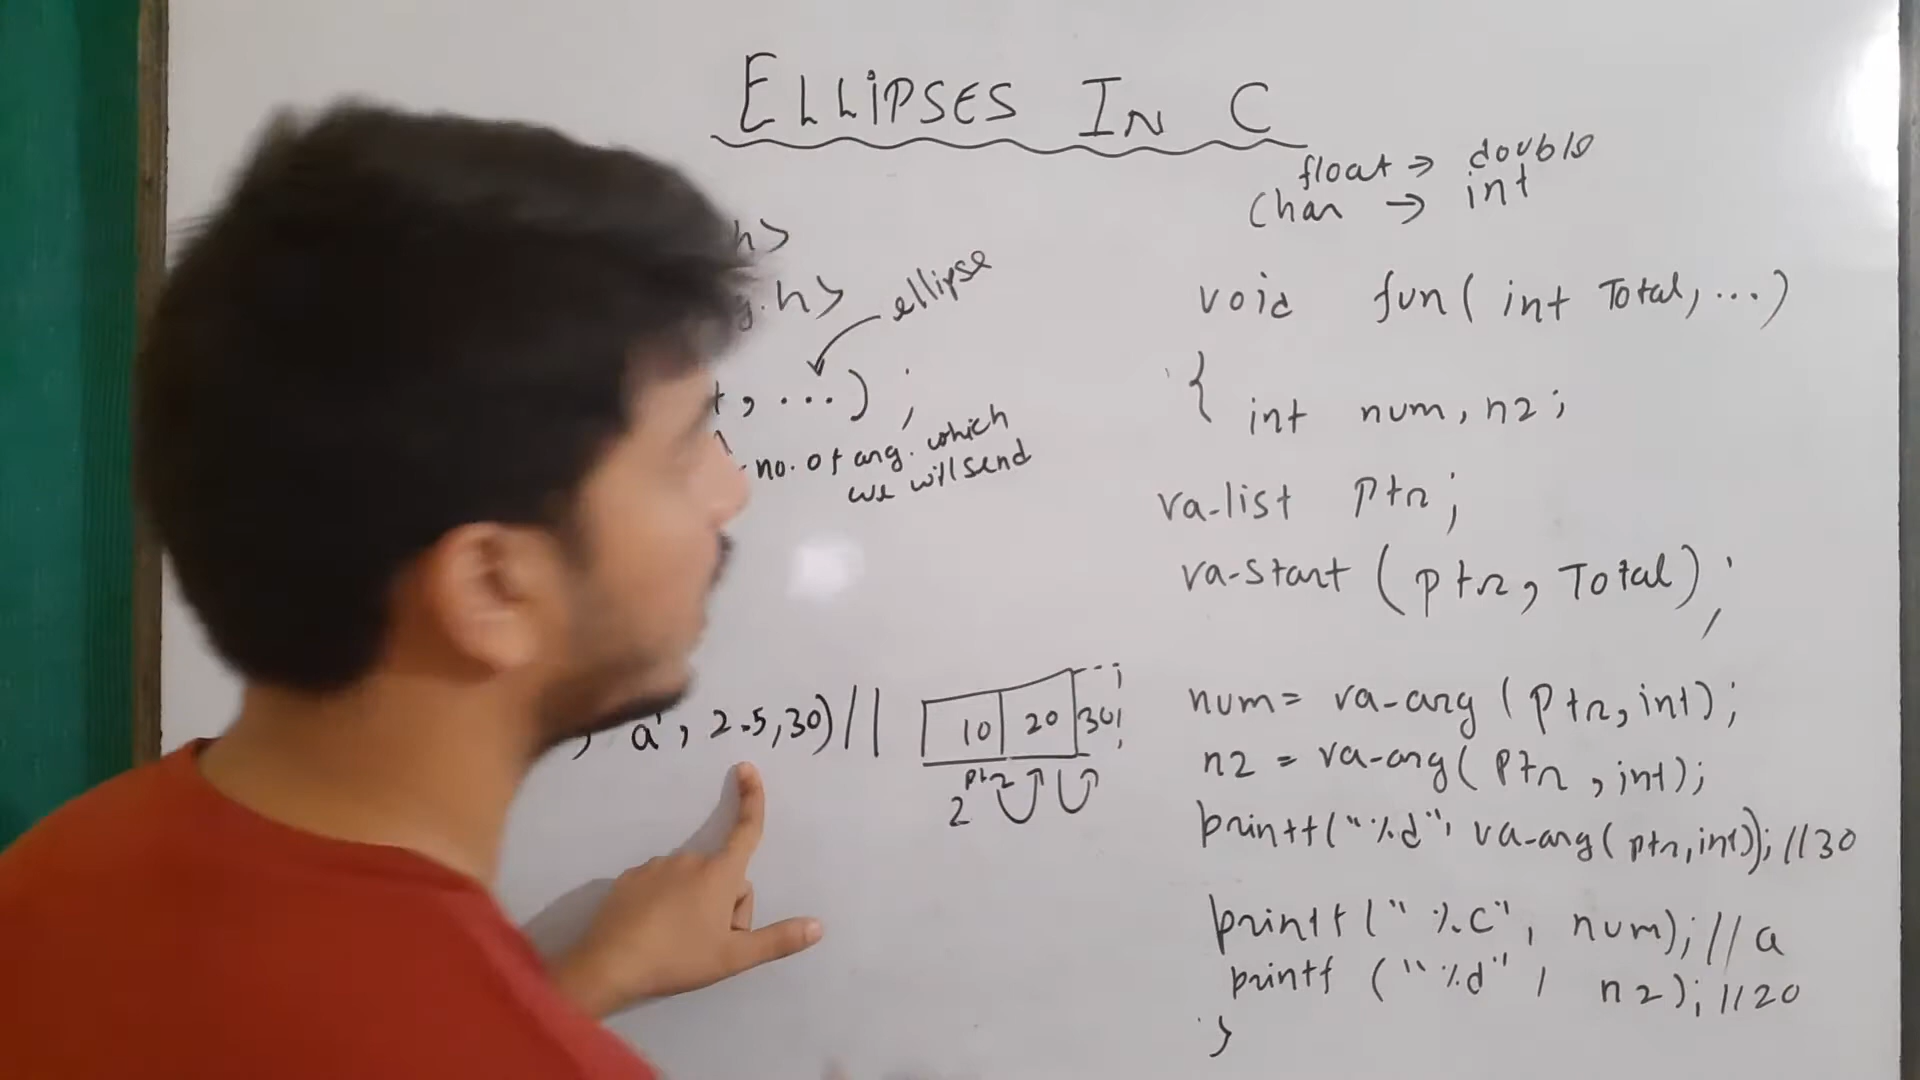 ELLIPSES IN C
float → double
char → int
h>
g.h>
ellipse
t, ...) ;
no. of arg. which
we will send
, 'a', 2.5, 30) //
10 20 30
ptr
2
void fun( int Total, ...)
{ int num, n2;
va-list ptr;
va-start (ptr, Total);
num= va-arg (ptr, int);
n2 = va-arg( ptr, int);
printf("%d", va-arg( ptr, int)); //30
printf(" %c", num); // a
printf ("%d", n2); //20
}